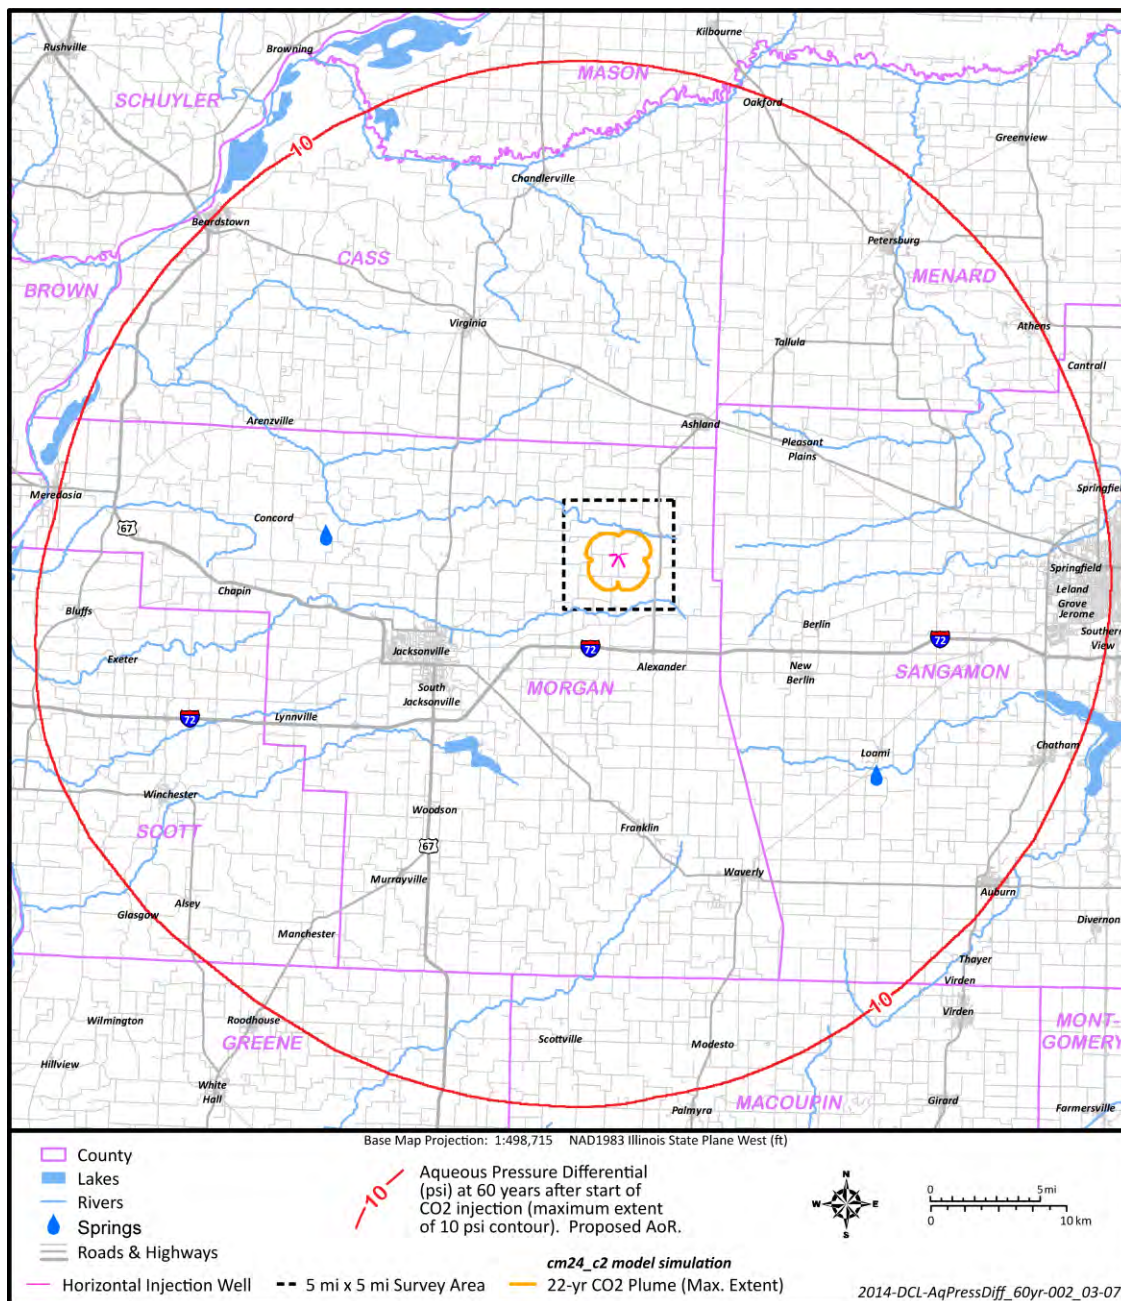 Rushville
Browning
Kilbourne
MASON
SCHUYLER
Oakford
Greenview
10
Chandlerville
Beardstown
Petersburg
CASS
MENARD
BROWN
Virginia
Athens
Tallula
Cantrall
Arenzville
Ashland
Pleasant
Plains
Meredosia
Springfield
Concord
67
Springfield
Chapin
Leland
Grove
Jerome
Bluffs
Berlin
Southern
View
72
72
Jacksonville
Exeter
Alexander
New
Berlin
SANGAMON
South
Jacksonville
MORGAN
72
Lynnville
Chatham
Loami
Winchester
Woodson
SCOTT
Franklin
67
Murrayville
Waverly
Auburn
Alsey
Glasgow
Divernon
Manchester
Thayer
Virden
10
Wilmington
Roodhouse
Virden
MONT-
GOMERY
GREENE
Scottville
Modesto
Hillview
White
Hall
MACOUPIN
Girard
Palmyra
Farmersville
Base Map Projection: 1:498,715 NAD1983 Illinois State Plane West (ft)
County
Lakes
Rivers
Springs
Roads & Highways
Horizontal Injection Well
10
Aqueous Pressure Differential
(psi) at 60 years after start of
CO2 injection (maximum extent
of 10 psi contour). Proposed AoR.
cm24_c2 model simulation
5 mi x 5 mi Survey Area
22-yr CO2 Plume (Max. Extent)
N
W E
S
0 5 mi
0 10 km
2014-DCL-AqPressDiff_60yr-002_03-07